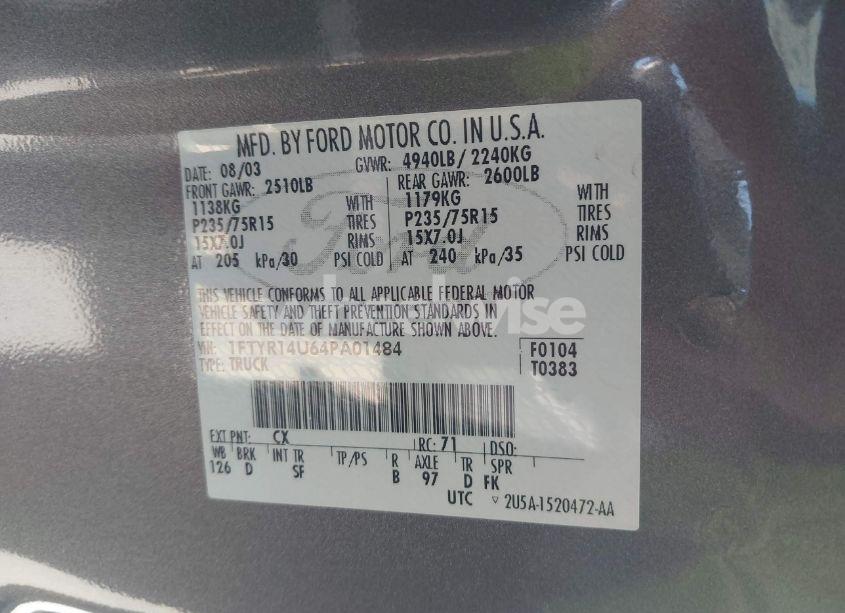 MFD. BY FORD MOTOR CO. IN U.S.A.
DATE: 08/03 GVWR: 4940LB/ 2240KG
FRONT GAWR: 2510LB REAR GAWR: 2600LB
1138KG WITH 1179KG WITH
P235/75R15 TIRES P235/75R15 TIRES
15X7.0J RIMS 15X7.0J RIMS
AT 205 kPa/30 PSI COLD AT 240 kPa/35 PSI COLD
Ford
THIS VEHICLE CONFORMS TO ALL APPLICABLE FEDERAL MOTOR
VEHICLE SAFETY AND THEFT PREVENTION STANDARDS IN
EFFECT ON THE DATE OF MANUFACTURE SHOWN ABOVE.
VIN: 1FTYR14U64PA01484 F0104
TYPE: TRUCK T0383
EXT PNT: CX RC: 71 DSO:
WB BRK INT TR TP/PS R AXLE TR SPR
126 D SF B 97 D FK
UTC 2U5A-1520472-AA